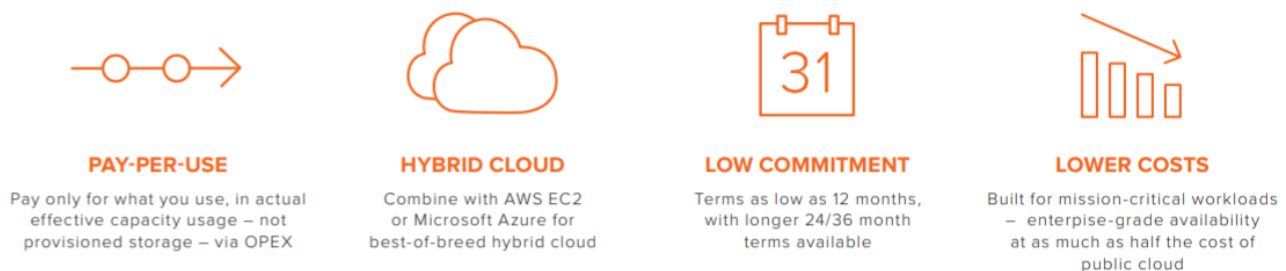 31
PAY-PER-USE
Pay only for what you use, in actual
effective capacity usage – not
provisioned storage – via OPEX
HYBRID CLOUD
Combine with AWS EC2
or Microsoft Azure for
best-of-breed hybrid cloud
LOW COMMITMENT
Terms as low as 12 months,
with longer 24/36 month
terms available
LOWER COSTS
Built for mission-critical workloads
– enterpise-grade availability
at as much as half the cost of
public cloud